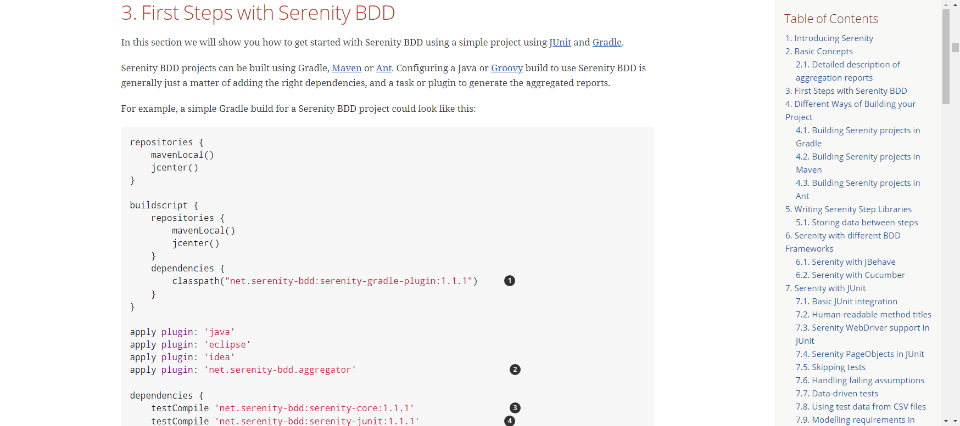 3. First Steps with Serenity BDD
In this section we will show you how to get started with Serenity BDD using a simple project using JUnit and Gradle.
Serenity BDD projects can be built using Gradle, Maven or Ant. Configuring a Java or Groovy build to use Serenity BDD is
generally just a matter of adding the right dependencies, and a task or plugin to generate the aggregated reports.
For example, a simple Gradle build for a Serenity BDD project could look like this:
repositories {
    mavenLocal()
    jcenter()
}
buildscript {
    repositories {
        mavenLocal()
        jcenter()
    }
    dependencies {
        classpath("net.serenity-bdd:serenity-gradle-plugin:1.1.1") 1
    }
}
apply plugin: 'java'
apply plugin: 'eclipse'
apply plugin: 'idea'
apply plugin: 'net.serenity-bdd.aggregator' 2
dependencies {
    testCompile 'net.serenity-bdd:serenity-core:1.1.1' 3
    testCompile 'net.serenity-bdd:serenity-junit:1.1.1' 4
Table of Contents
1. Introducing Serenity
2. Basic Concepts
2.1. Detailed description of
aggregation reports
3. First Steps with Serenity BDD
4. Different Ways of Building your
Project
4.1. Building Serenity projects in
Gradle
4.2. Building Serenity projects in
Maven
4.3. Building Serenity projects in
Ant
5. Writing Serenity Step Libraries
5.1. Storing data between steps
6. Serenity with different BDD
Frameworks
6.1. Serenity with JBehave
6.2. Serenity with Cucumber
7. Serenity with JUnit
7.1. Basic JUnit integration
7.2. Human-readable method titles
7.3. Serenity WebDriver support in
JUnit
7.4. Serenity PageObjects in JUnit
7.5. Skipping tests
7.6. Handling failing assumptions
7.7. Data-driven tests
7.8. Using test data from CSV files
7.9. Modelling requirements in